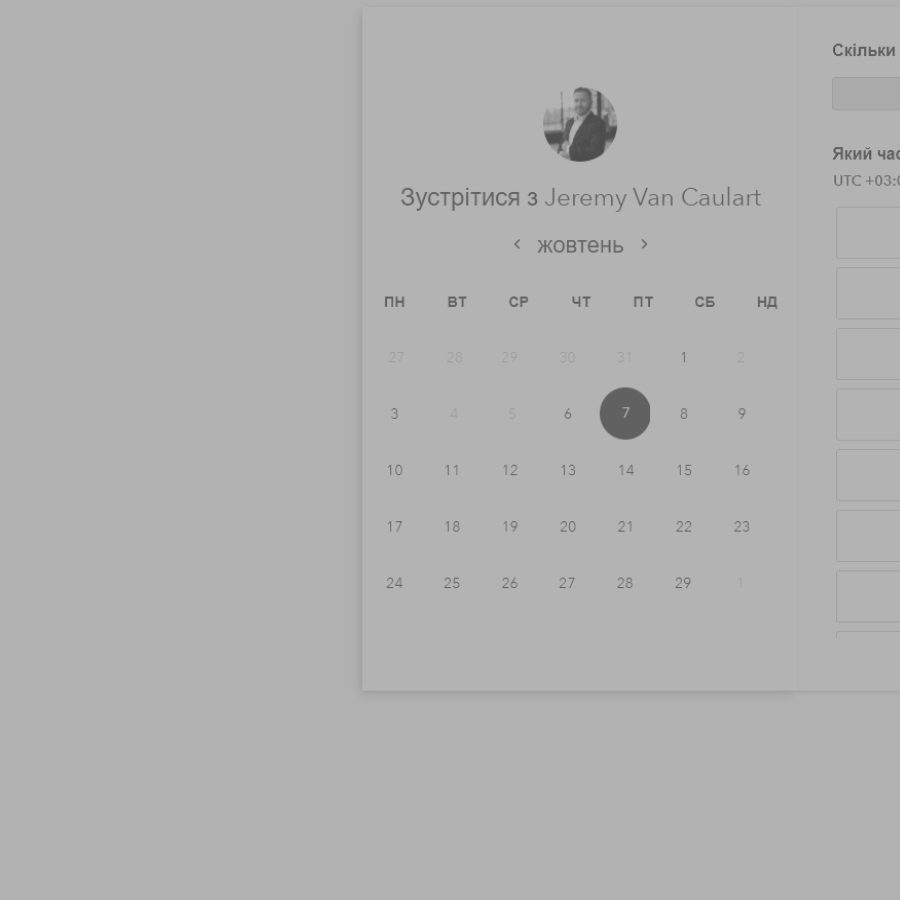 Зустрітися з Jeremy Van Caulart
жовтень
ПН ВТ СР ЧТ ПТ СБ НД
27 28 29 30 31 1 2
3 4 5 6 7 8 9
10 11 12 13 14 15 16
17 18 19 20 21 22 23
24 25 26 27 28 29 1
Скільки
Який
UTC +03: